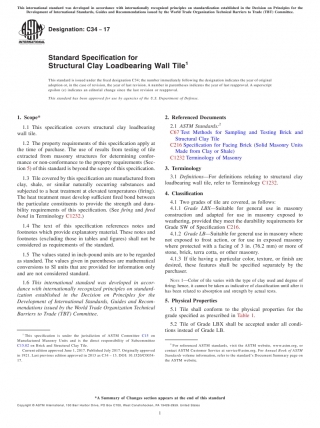 This international standard was developed in accordance with internationally recognized principles on standardization established in the Decision on Principles for the
Development of International Standards, Guides and Recommendations issued by the World Trade Organization Technical Barriers to Trade (TBT) Committee.
Designation: C34 − 17
Standard Specification for
Structural Clay Loadbearing Wall Tile1
This standard is issued under the fixed designation C34; the number immediately following the designation indicates the year of original
adoption or, in the case of revision, the year of last revision. A number in parentheses indicates the year of last reapproval. A superscript
epsilon (ε) indicates an editorial change since the last revision or reapproval.
This standard has been approved for use by agencies of the U.S. Department of Defense.
1. Scope*
1.1 This specification covers structural clay loadbearing
wall tile.
1.2 The property requirements of this specification apply at
the time of purchase. The use of results from testing of tile
extracted from masonry structures for determining confor-
mance or non-conformance to the property requirements (Sec-
tion 5) of this standard is beyond the scope of this specification.
1.3 Tile covered by this specification are manufactured from
clay, shale, or similar naturally occurring substances and
subjected to a heat treatment at elevated temperatures (firing).
The heat treatment must develop sufficient fired bond between
the particulate constituents to provide the strength and dura-
bility requirements of this specification. (See firing and fired
bond in Terminology C1232.)
1.4 The text of this specification references notes and
footnotes which provide explanatory material. These notes and
footnotes (excluding those in tables and figures) shall not be
considered as requirements of the standard.
1.5 The values stated in inch-pound units are to be regarded
as standard. The values given in parentheses are mathematical
conversions to SI units that are provided for information only
and are not considered standard.
1.6 This international standard was developed in accor-
dance with internationally recognized principles on standard-
ization established in the Decision on Principles for the
Development of International Standards, Guides and Recom-
mendations issued by the World Trade Organization Technical
Barriers to Trade (TBT) Committee.
1 This specification is under the jurisdiction of ASTM Committee C15 on
Manufactured Masonry Units and is the direct responsibility of Subcommittee
C15.02 on Brick and Structural Clay Tile.
Current edition approved June 1, 2017. Published July 2017. Originally approved
in 1921. Last previous edition approved in 2013 as C34 – 13. DOI: 10.1520/C0034-
17.
2. Referenced Documents
2.1 ASTM Standards:2
C67 Test Methods for Sampling and Testing Brick and
Structural Clay Tile
C216 Specification for Facing Brick (Solid Masonry Units
Made from Clay or Shale)
C1232 Terminology of Masonry
3. Terminology
3.1 Definitions—For definitions relating to structural clay
loadbearing wall tile, refer to Terminology C1232.
4. Classification
4.1 Two grades of tile are covered, as follows:
4.1.1 Grade LBX—Suitable for general use in masonry
construction and adapted for use in masonry exposed to
weathering, provided they meet the durability requirements for
Grade SW of Specification C216.
4.1.2 Grade LB—Suitable for general use in masonry where
not exposed to frost action, or for use in exposed masonry
where protected with a facing of 3 in. (76.2 mm) or more of
stone, brick, terra cotta, or other masonry.
4.1.3 If tile having a particular color, texture, or finish are
desired, these features shall be specified separately by the
purchaser.
NOTE 1—Color of tile varies with the type of clay used and degree of
firing; hence, it cannot be taken as indicative of classification until after it
has been related to absorption and strength by actual tests.
5. Physical Properties
5.1 Tile shall conform to the physical properties for the
grade specified as prescribed in Table 1.
5.2 Tile of Grade LBX shall be accepted under all condi-
tions instead of Grade LB.
2 For referenced ASTM standards, visit the ASTM website, www.astm.org, or
contact ASTM Customer Service at service@astm.org. For Annual Book of ASTM
Standards volume information, refer to the standard's Document Summary page on
the ASTM website.
*A Summary of Changes section appears at the end of this standard
Copyright © ASTM International, 100 Barr Harbor Drive, PO Box C700, West Conshohocken, PA 19428-2959. United States
1